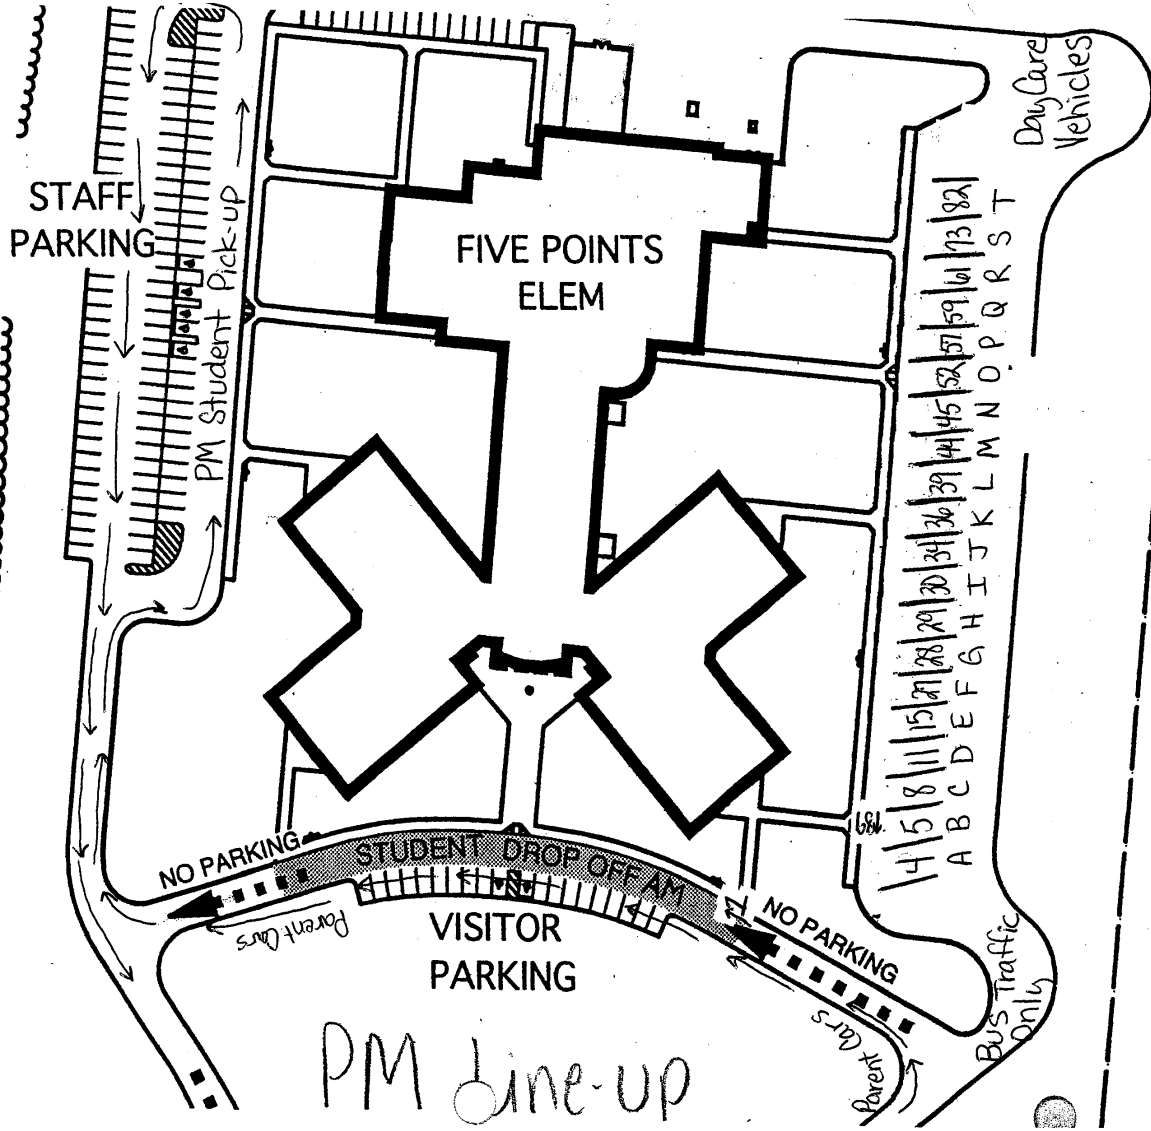 Day Care
Vehicles
STAFF
PARKING
PM Student Pick-up
FIVE POINTS
ELEM
4/5/8/11/15/27/28/29/30/34/36/39/44/45/52/57/59/61/73/82
A B C D E F G H I J K L M N O P Q R S T
189
NO PARKING
STUDENT DROP OFF AM
NO PARKING
Parent Cars
VISITOR
PARKING
Bus Traffic
Only
Parent Cars
PM Line-up